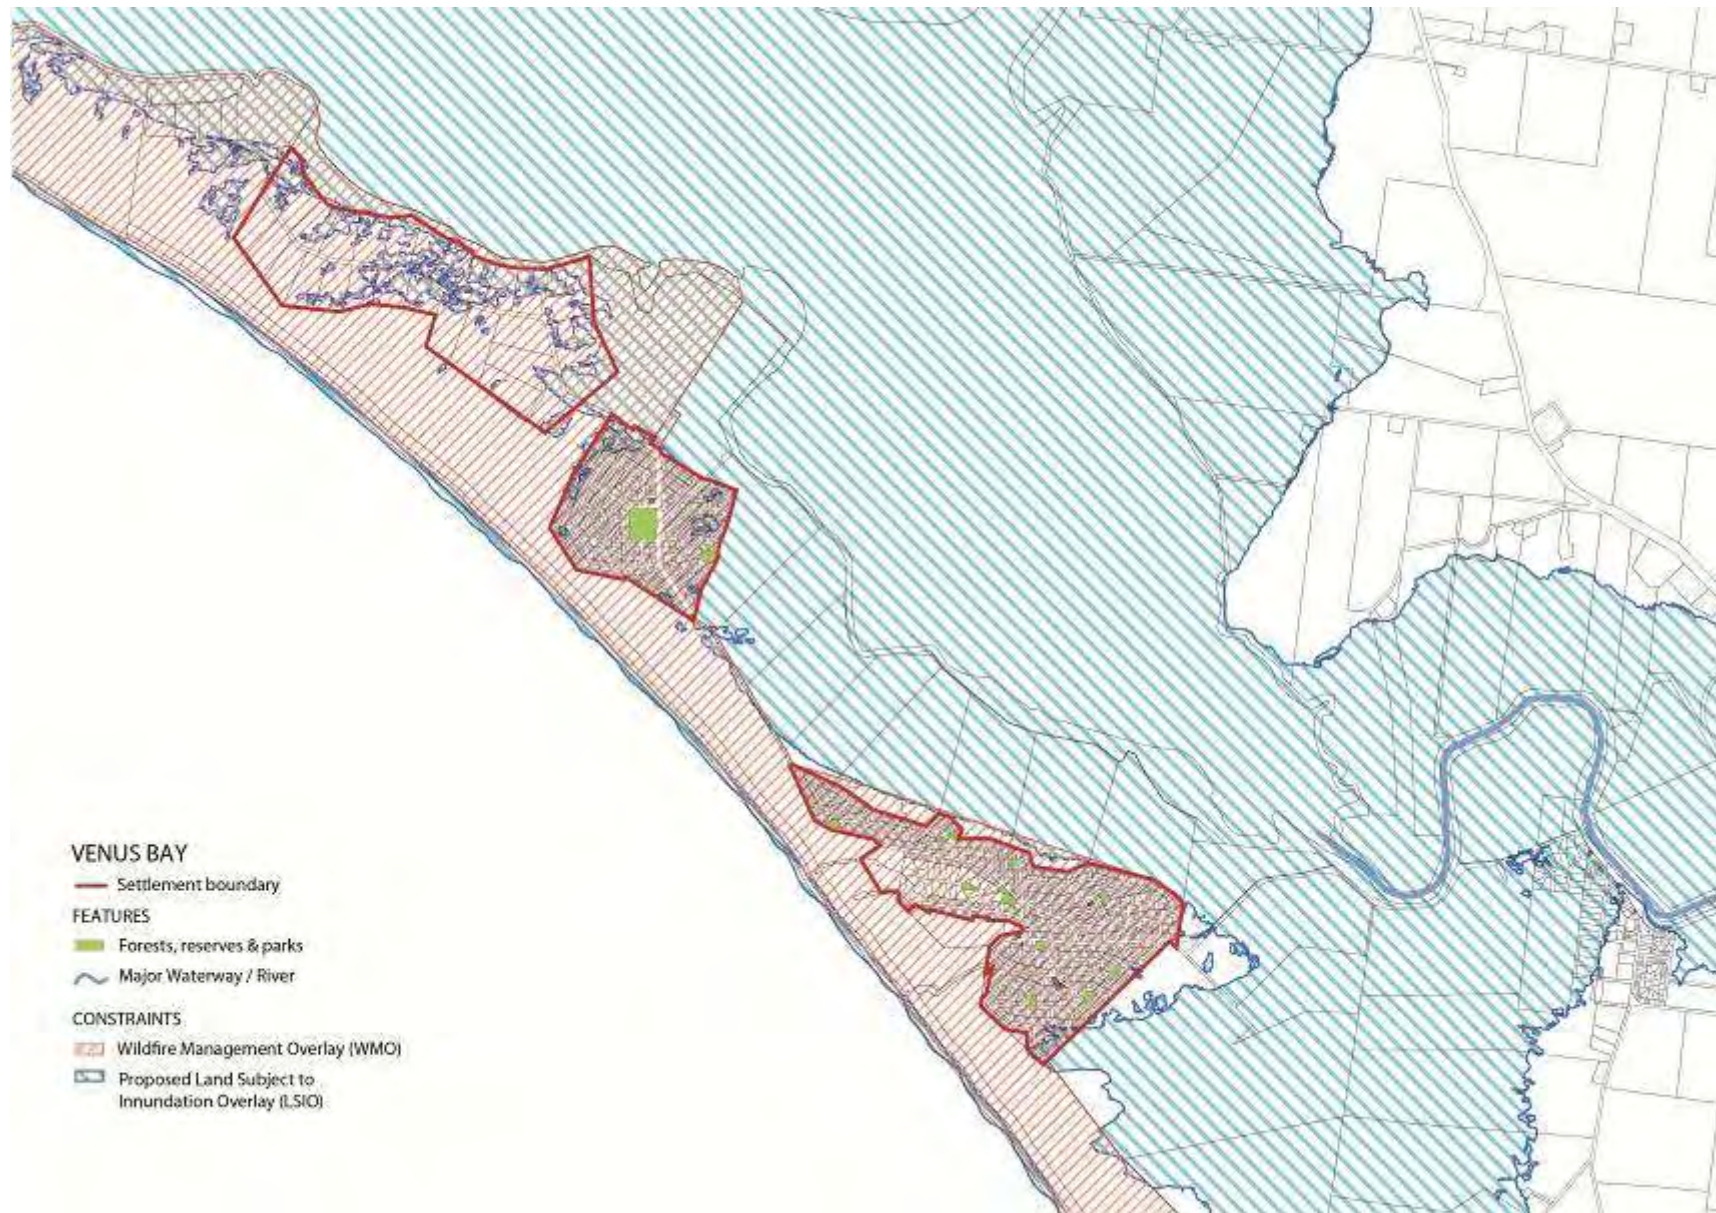 VENUS BAY
Settlement boundary
FEATURES
Forests, reserves & parks
Major Waterway / River
CONSTRAINTS
Wildfire Management Overlay (WMO)
Proposed Land Subject to
Innundation Overlay (LSIO)